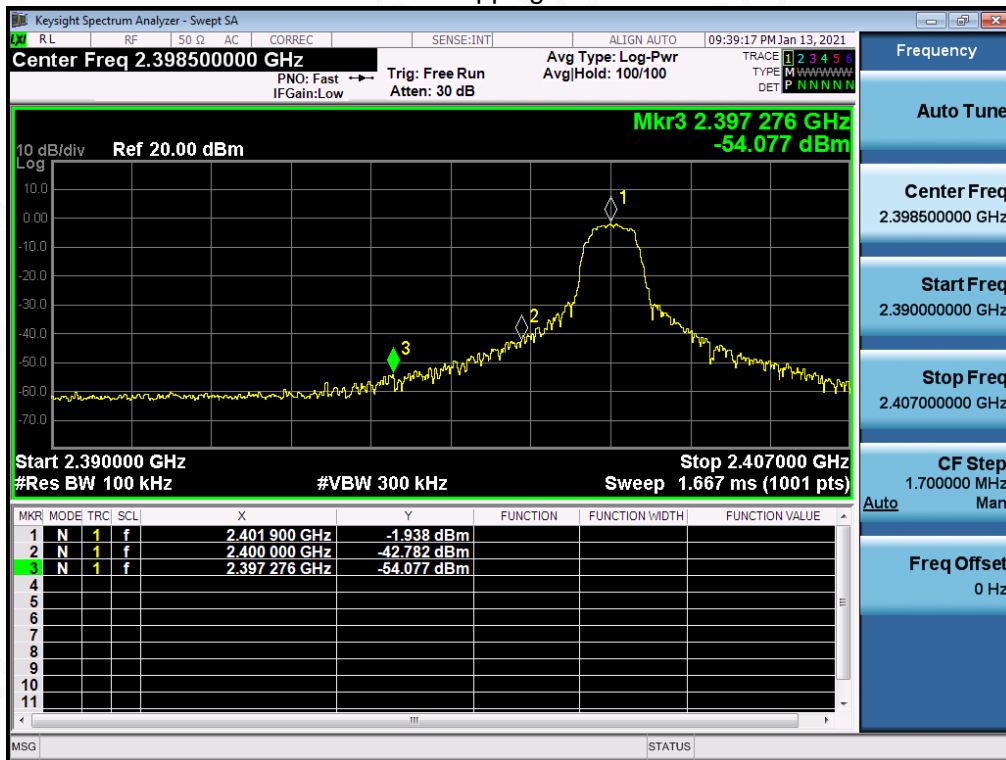 pping
Keysight Spectrum Analyzer - Swept SA
LXI RL RF 50 Ω AC CORREC SENSE:INT ALIGN AUTO 09:39:17 PM Jan 13, 2021
Center Freq 2.398500000 GHz
PNO: Fast
IFGain:Low
Trig: Free Run
Atten: 30 dB
Avg Type: Log-Pwr
Avg|Hold: 100/100
TRACE 1 2 3 4 5 6
TYPE M WWWWW
DET P N N N N N
Mkr3 2.397 276 GHz
-54.077 dBm
10 dB/div Ref 20.00 dBm
Log
10.0
0.00
-10.0
-20.0
-30.0
-40.0
-50.0
-60.0
-70.0
1
2
3
Start 2.390000 GHz Stop 2.407000 GHz
#Res BW 100 kHz #VBW 300 kHz Sweep 1.667 ms (1001 pts)
MKR MODE TRC SCL X Y FUNCTION FUNCTION WIDTH FUNCTION VALUE
1 N 1 f 2.401 900 GHz -1.938 dBm
2 N 1 f 2.400 000 GHz -42.782 dBm
3 N 1 f 2.397 276 GHz -54.077 dBm
4
5
6
7
8
9
10
11
MSG STATUS
Frequency
Auto Tune
Center Freq
2.398500000 GHz
Start Freq
2.390000000 GHz
Stop Freq
2.407000000 GHz
CF Step
1.700000 MHz
Auto Man
Freq Offset
0 Hz